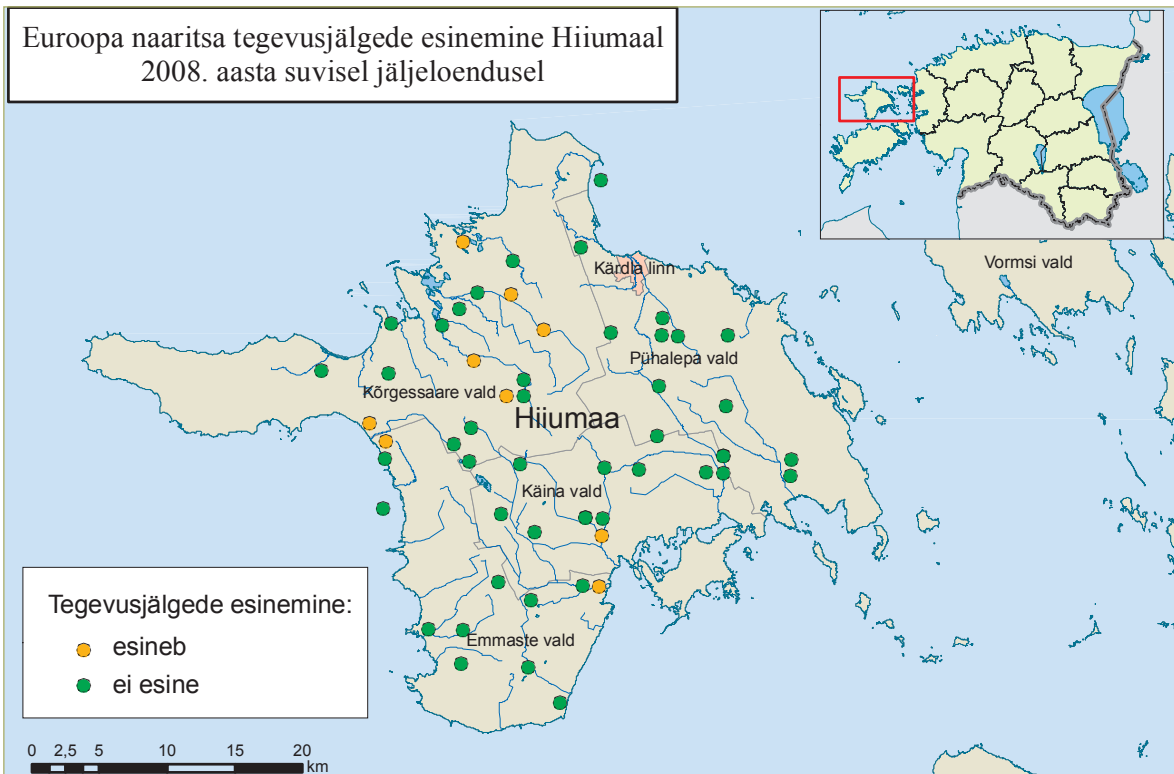 Euroopa naaritsa tegevusjälgede esinemine Hiiumaal
2008. aasta suvisel jäljeloendusel
Vormsi vald
Kärdla linn
Pühalepa vald
Kõrgessaare vald
Hiiumaa
Käina vald
Emmaste vald
Tegevusjälgede esinemine:
esineb
ei esine
0 2,5 5 10 15 20
km